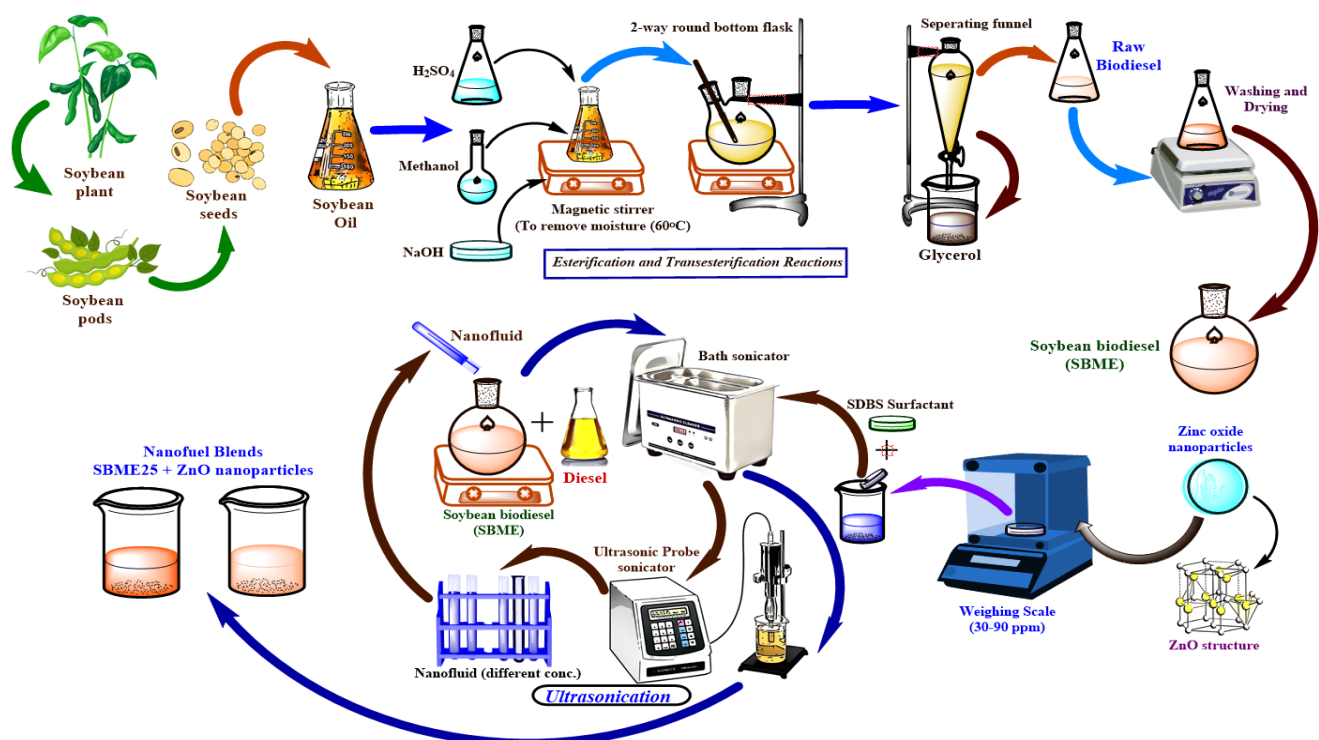 2-way round bottom flask
Seperating funnel
H₂SO₄
Raw
Biodiesel
Washing and
Drying
Soybean
plant
Soybean
seeds
Methanol
Soybean
Oil
Magnetic stirrer
(To remove moisture (60oC)
NaOH
Esterification and Transesterification Reactions
Glycerol
Soybean
pods
Soybean biodiesel
(SBME)
Nanofluid
Bath sonicator
SDBS Surfactant
+
Diesel
Zinc oxide
nanoparticles
Nanofuel Blends
SBME25 + ZnO nanoparticles
Soybean biodiesel
(SBME)
Ultrasonic Probe
sonicator
Weighing Scale
(30-90 ppm)
ZnO structure
Nanofluid (different conc.)
Ultrasonication